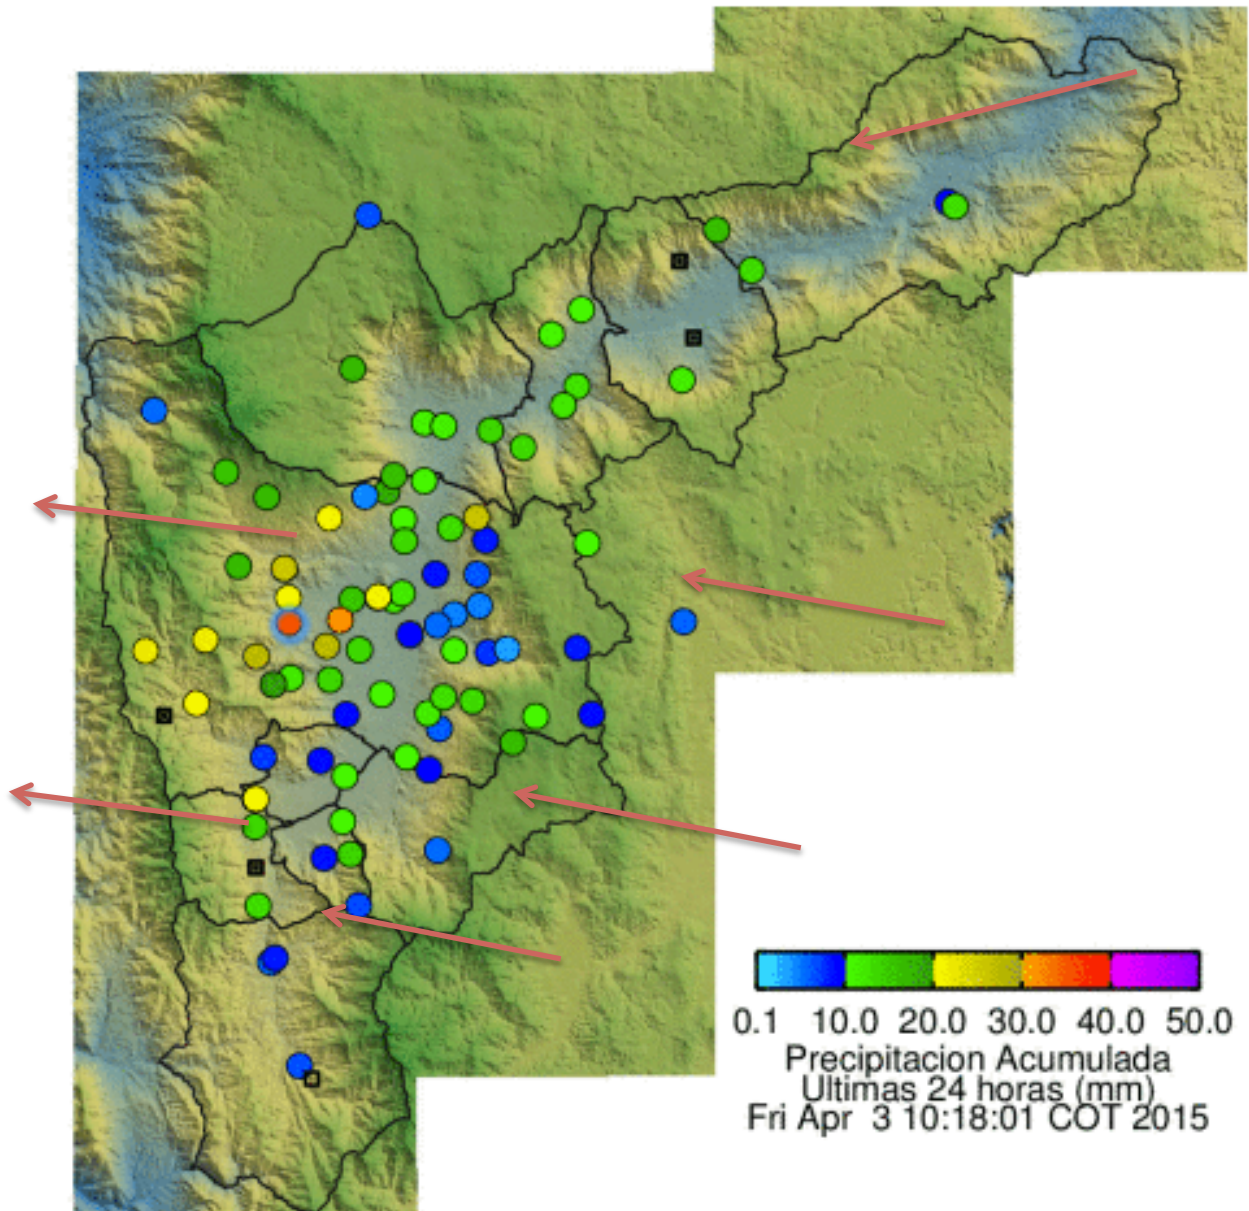 0.1 10.0 20.0 30.0 40.0 50.0
Precipitacion Acumulada
Ultimas 24 horas (mm)
Fri Apr 3 10:18:01 COT 2015